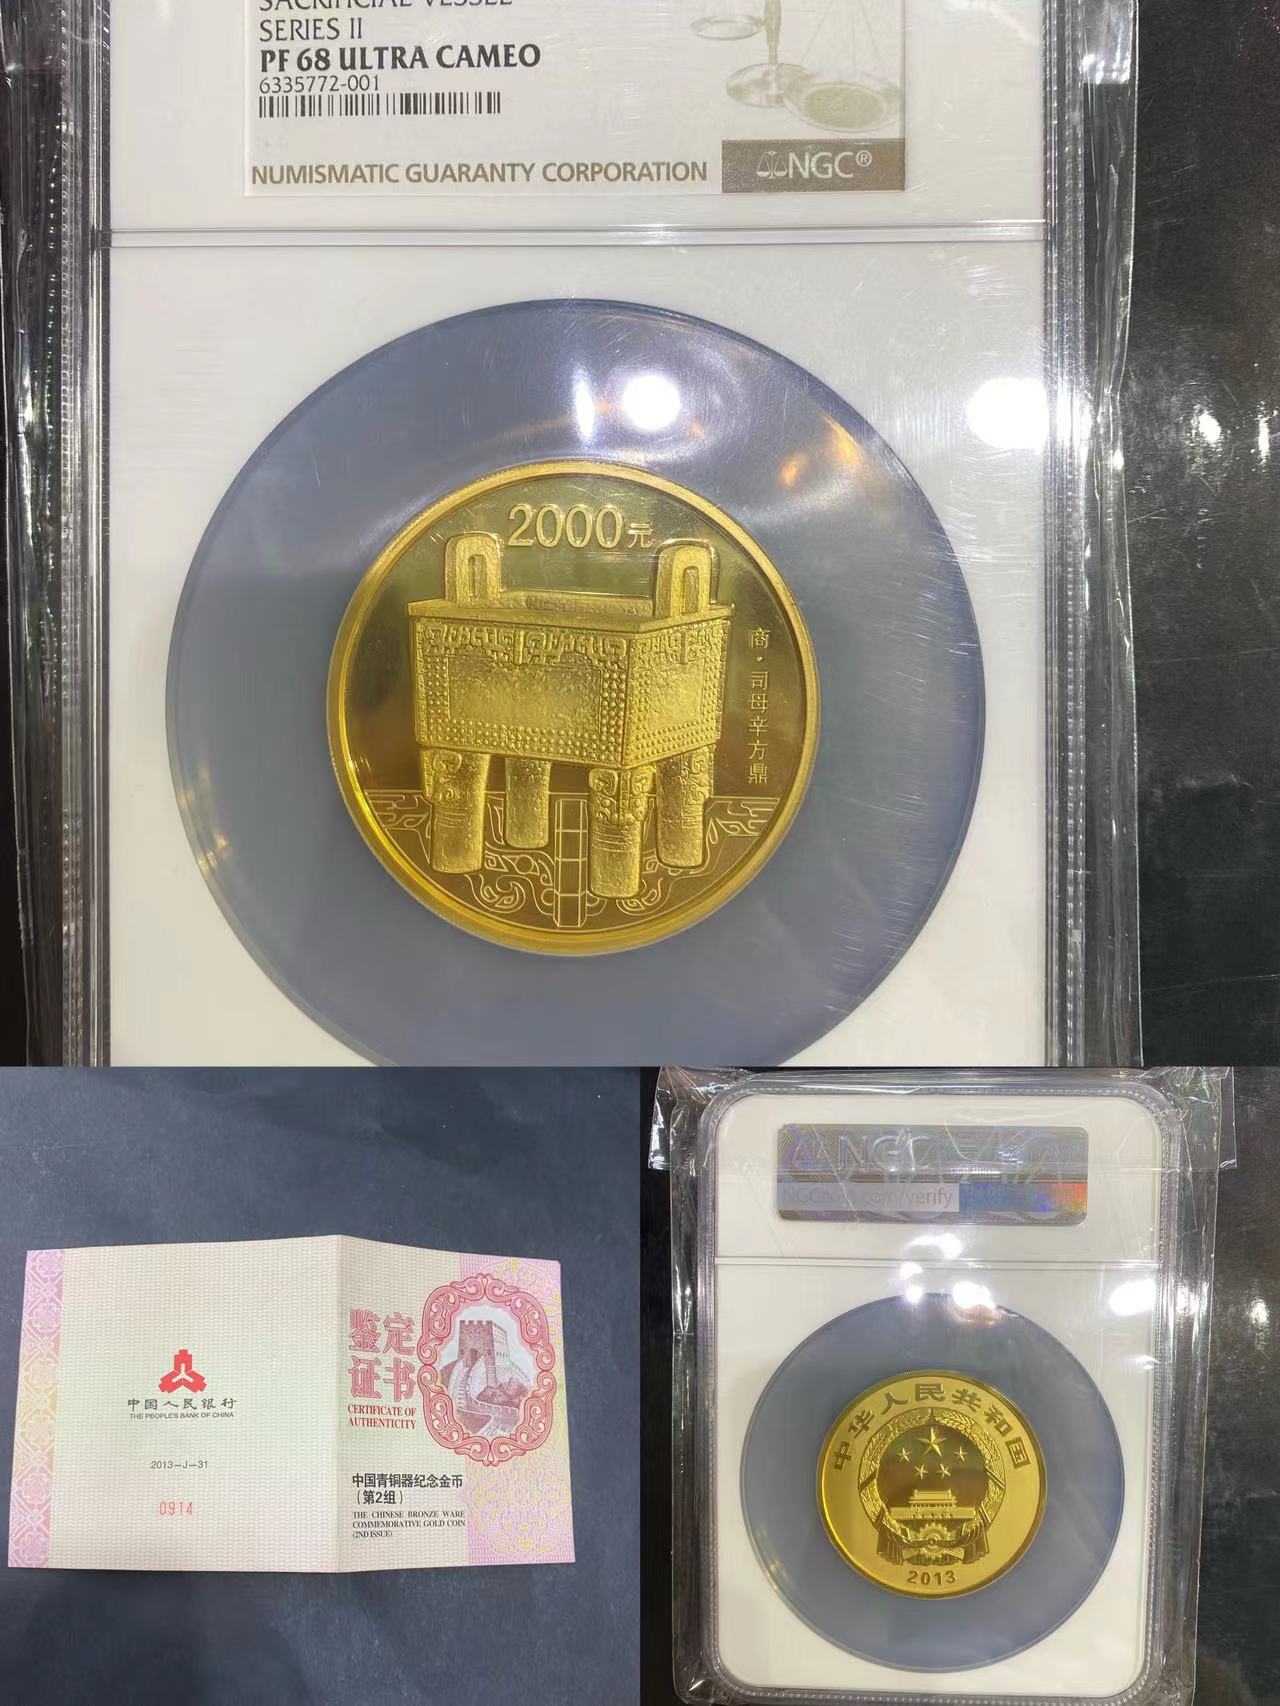 SACRIFICIAL VESSEL
SERIES II
PF 68 ULTRA CAMEO
6335772-001
NUMISMATIC GUARANTY CORPORATION
NGC®
2000元
商·司母辛方鼎
中国人民银行
THE PEOPLE'S BANK OF CHINA
2013-J-31
0914
鉴定
证书
CERTIFICATE OF
AUTHENTICITY
中国青铜器纪念金币
(第2组)
THE CHINESE BRONZE WARE
COMMEMORATIVE GOLD COIN
(2ND ISSUE)
NGC
NGCcoin.com/verify
中华人民共和国
2013